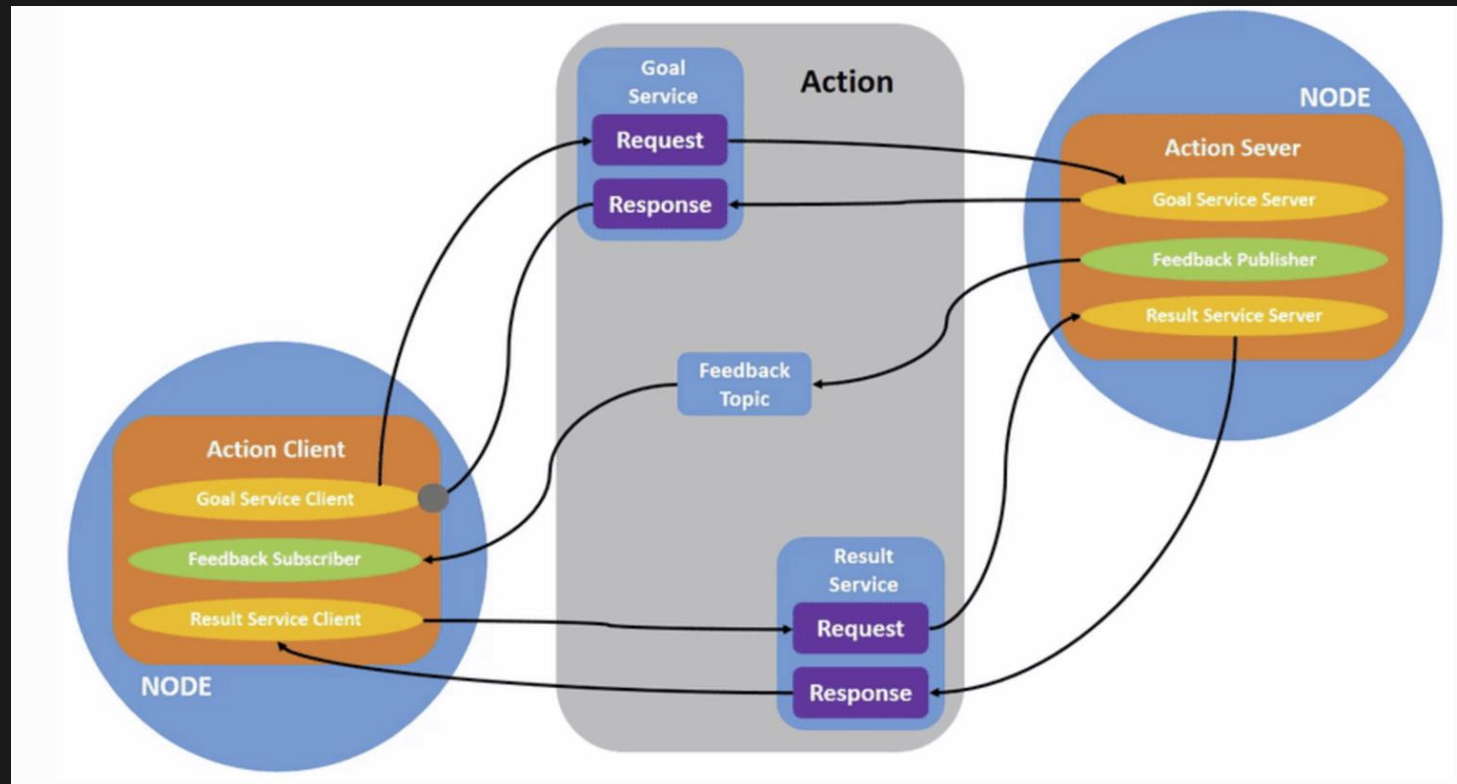 Goal
Service
Request
Response
Action
NODE
Action Sever
Goal Service Server
Feedback Publisher
Result Service Server
Feedback
Topic
Action Client
Goal Service Client
Feedback Subscriber
Result Service Client
NODE
Result
Service
Request
Response